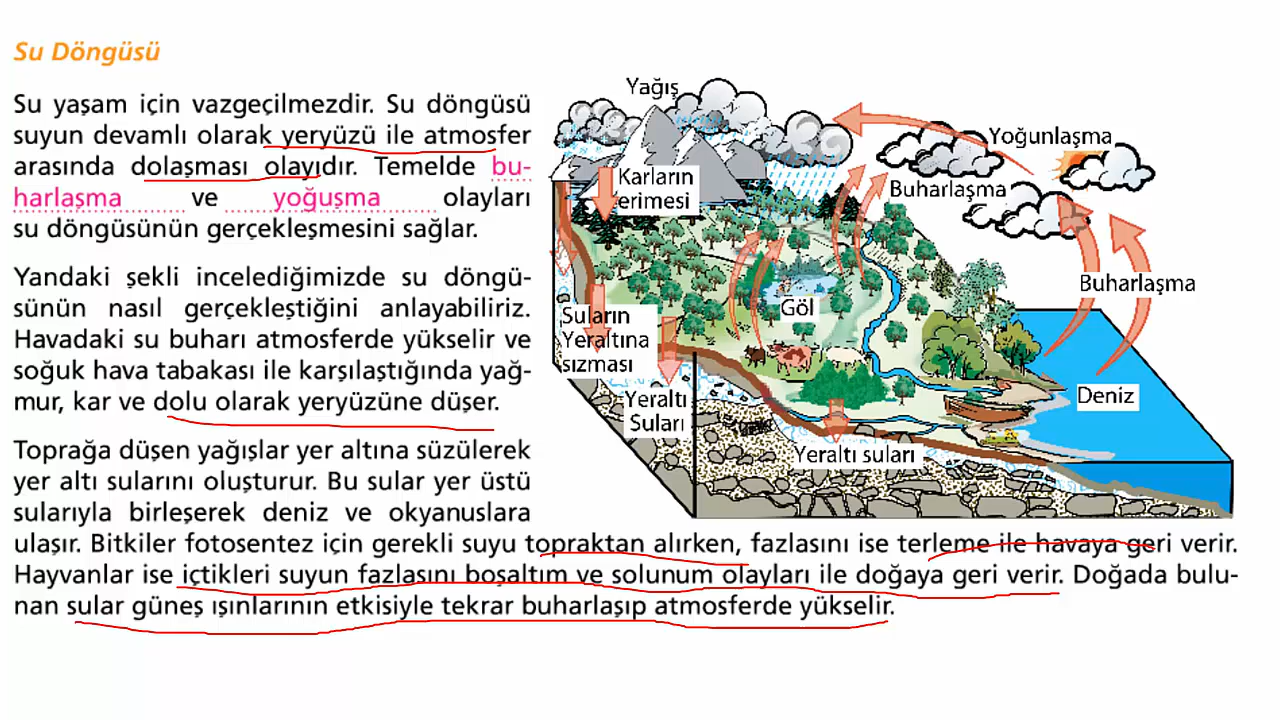 Su Döngüsü
Su yaşam için vazgeçilmezdir. Su döngüsü
suyun devamlı olarak yeryüzü ile atmosfer
arasında dolaşması olayıdır. Temelde bu-
harlaşma ve yoğuşma olayları
su döngüsünün gerçekleşmesini sağlar.
Yandaki şekli incelediğimizde su döngü-
sünün nasıl gerçekleştiğini anlayabiliriz.
Havadaki su buharı atmosferde yükselir ve
soğuk hava tabakası ile karşılaştığında yağ-
mur, kar ve dolu olarak yeryüzüne düşer.
Toprağa düşen yağışlar yer altına süzülerek
yer altı sularını oluşturur. Bu sular yer üstü
sularıyla birleşerek deniz ve okyanuslara
ulaşır. Bitkiler fotosentez için gerekli suyu topraktan alırken, fazlasını ise terleme ile havaya geri verir.
Hayvanlar ise içtikleri suyun fazlasını boşaltım ve solunum olayları ile doğaya geri verir. Doğada bulu-
nan sular güneş ışınlarının etkisiyle tekrar buharlaşıp atmosferde yükselir.
Yağış
Yoğunlaşma
Karların
erimesi
Buharlaşma
Buharlaşma
Göl
Suların
Yeraltına
sızması
Yeraltı
Suları
Deniz
Yeraltı suları